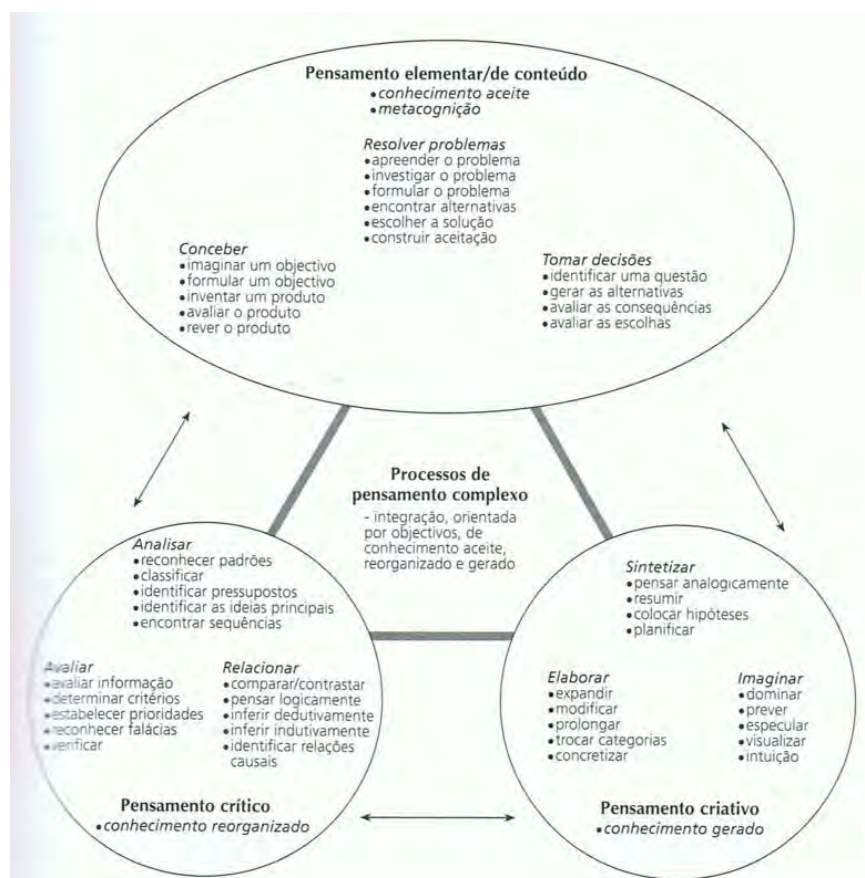 Pensamento elementar/de conteúdo
•conhecimento aceite
•metacognição
Resolver problemas
•apreender o problema
•investigar o problema
•formular o problema
•encontrar alternativas
•escolher a solução
•construir aceitação
Conceber
•imaginar um objectivo
•formular um objectivo
•inventar um produto
•avaliar o produto
•rever o produto
Tomar decisões
•identificar uma questão
•gerar as alternativas
•avaliar as consequências
•avaliar as escolhas
Processos de
pensamento complexo
- integração, orientada
por objectivos, de
conhecimento aceite,
reorganizado e gerado
Analisar
•reconhecer padrões
•classificar
•identificar pressupostos
•identificar as ideias principais
•encontrar sequências
Avaliar
•avaliar informação
•determinar critérios
•estabelecer prioridades
•reconhecer falácias
•verificar
Relacionar
•comparar/contrastar
•pensar logicamente
•inferir dedutivamente
•inferir indutivamente
•identificar relações
causais
Pensamento crítico
•conhecimento reorganizado
Sintetizar
•pensar analogicamente
•resumir
•colocar hipóteses
•planificar
Elaborar
•expandir
•modificar
•prolongar
•trocar categorias
•concretizar
Imaginar
•dominar
•prever
•especular
•visualizar
•intuição
Pensamento criativo
•conhecimento gerado